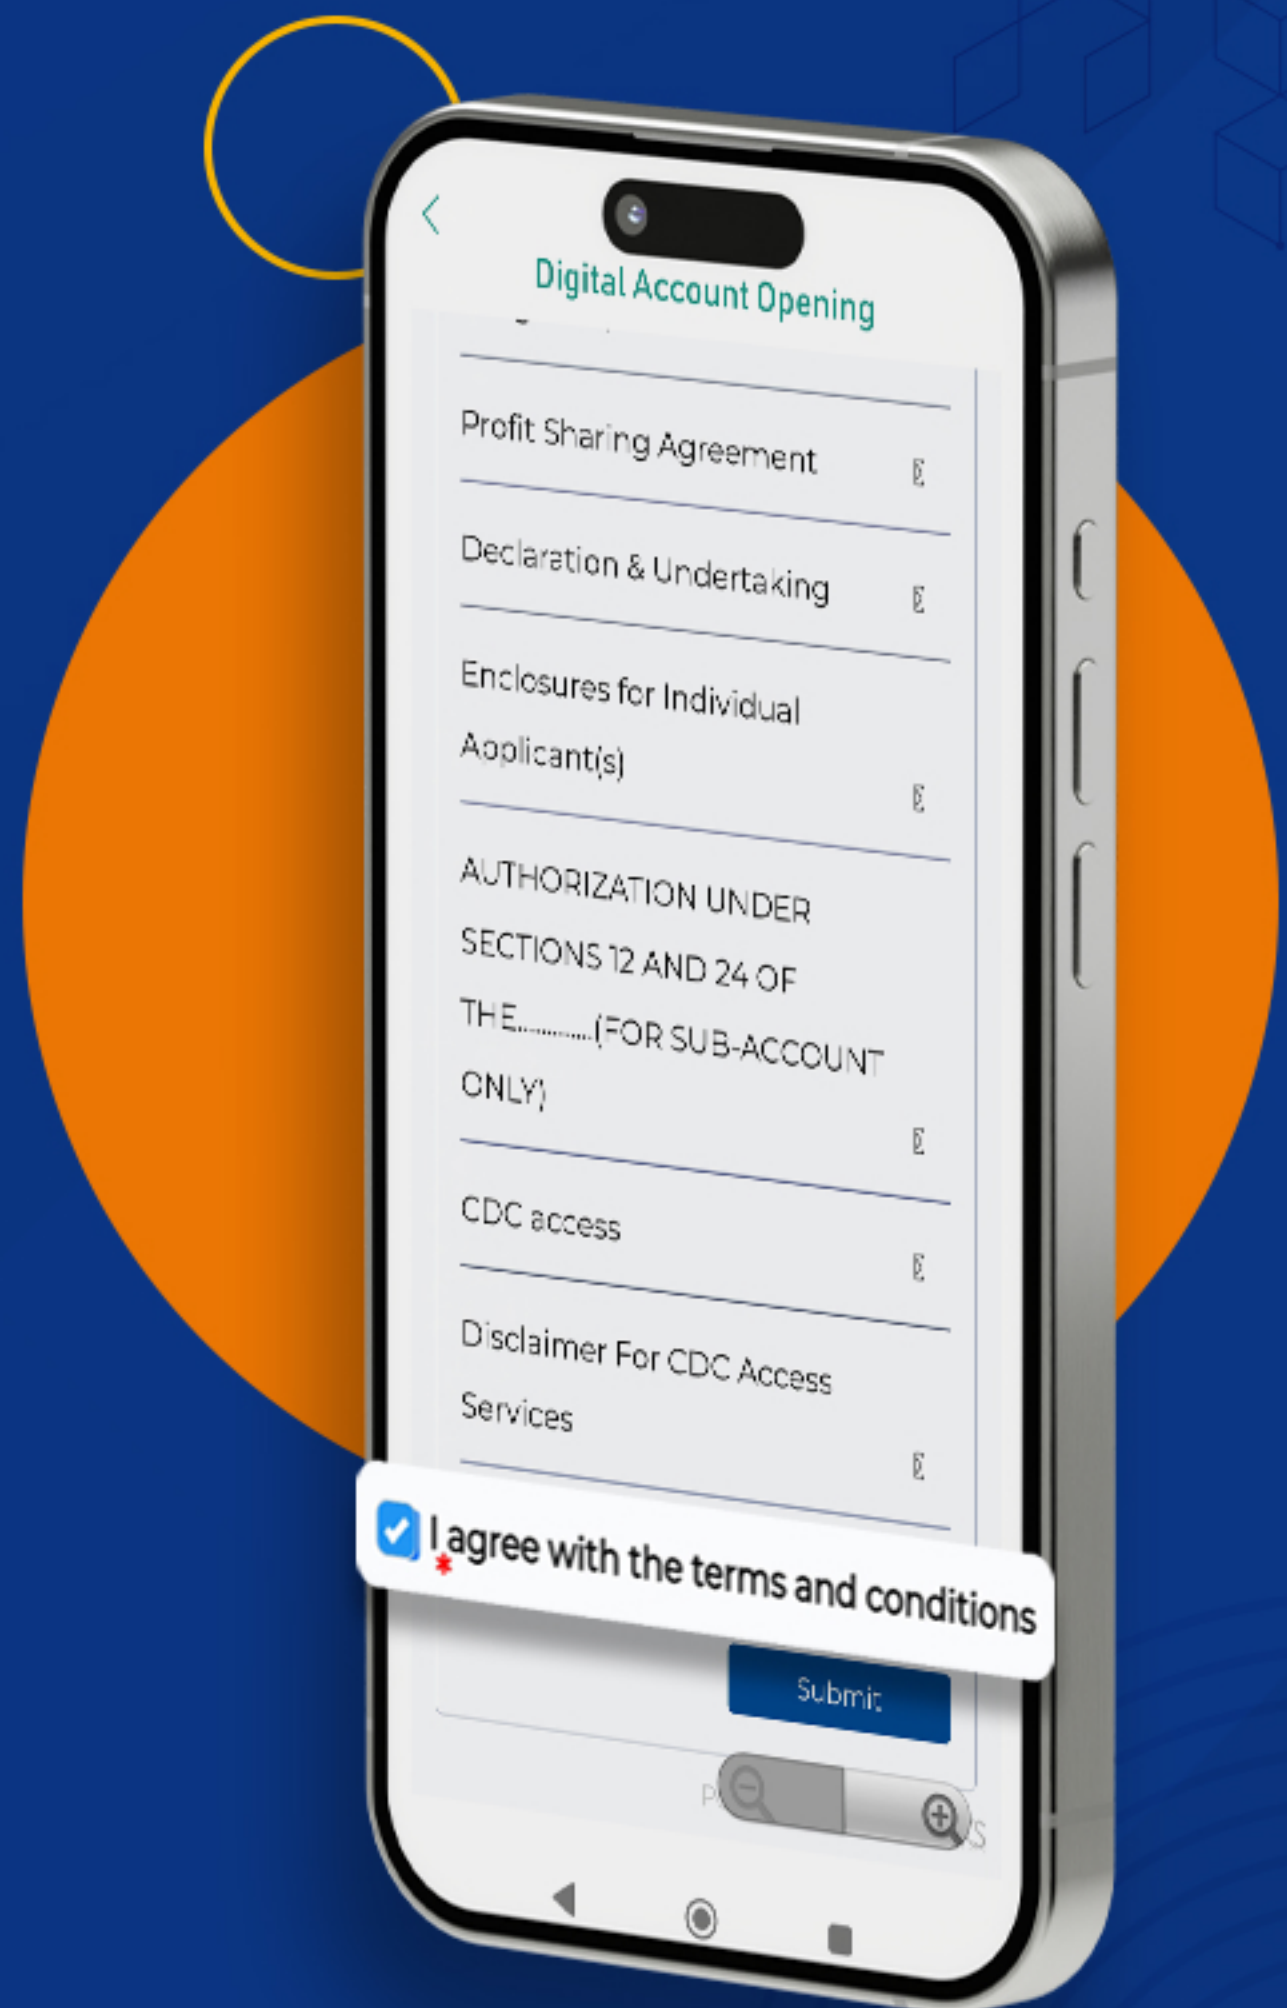 Digital Account Opening
Profit Sharing Agreement
Declaration & Undertaking
Enclosures for Individual
Applicant(s)
AUTHORIZATION UNDER
SECTIONS 12 AND 24 OF
THE.............(FOR SUB-ACCOUNT
ONLY)
CDC access
Disclaimer For CDC Access
Services
I agree with the terms and conditions
*
Submit